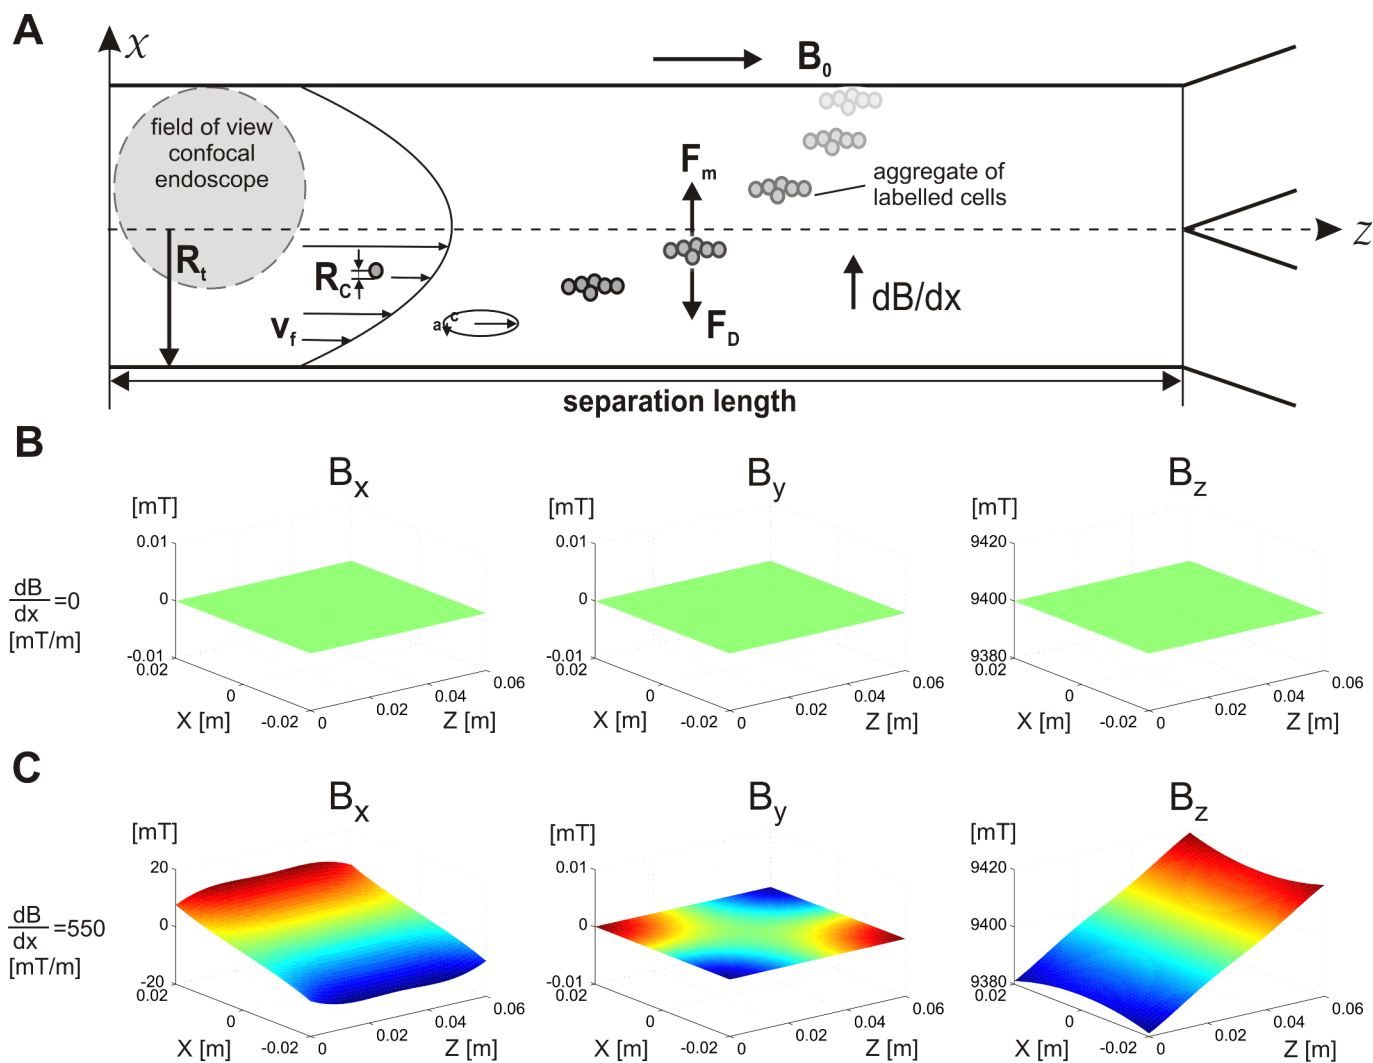 A
x
B0
field of view
confocal
endoscope
Fm
aggregate of
labelled cells
z
Rt
RC
dB/dx
vf
a c
FD
separation length
B
Bx
By
Bz
[mT]
[mT]
[mT]
0.01
0.01
9420
dB
dx
=0
[mT/m]
0
0
9400
-0.01
-0.01
9380
0.02
0.02
0.02
0
0
0
-0.02
-0.02
-0.02
0
0.02
0.04
0.06
0
0.02
0.04
0.06
0
0.02
0.04
0.06
X [m]
Z [m]
X [m]
Z [m]
X [m]
Z [m]
C
Bx
By
Bz
[mT]
[mT]
[mT]
20
0.01
9420
dB
dx
=550
[mT/m]
0
0
9400
-20
-0.01
9380
0.02
0.02
0.02
0
0
0
-0.02
-0.02
-0.02
0
0.02
0.04
0.06
0
0.02
0.04
0.06
0
0.02
0.04
0.06
X [m]
Z [m]
X [m]
Z [m]
X [m]
Z [m]